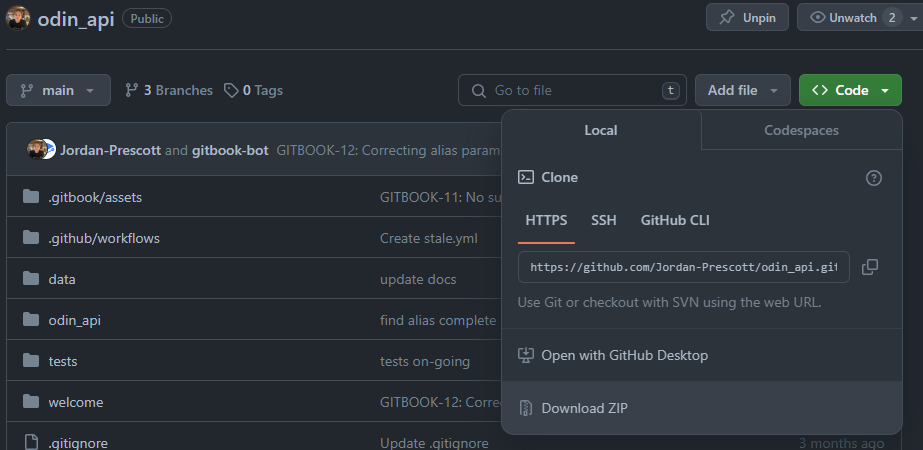 odin_api Public Unpin Unwatch 2
main 3 Branches 0 Tags Go to file t Add file <> Code
Local Codespaces
Jordan-Prescott and gitbook-bot GITBOOK-12: Correcting alias param
Clone
.gitbook/assets GITBOOK-11: No su
HTTPS SSH GitHub CLI
.github/workflows Create stale.yml
https://github.com/Jordan-Prescott/odin_api.git
data update docs
Use Git or checkout with SVN using the web URL.
odin_api find alias complete
Open with GitHub Desktop
tests tests on-going
welcome GITBOOK-12: Correc
Download ZIP
.gitignore Update .gitignore 3 months ago